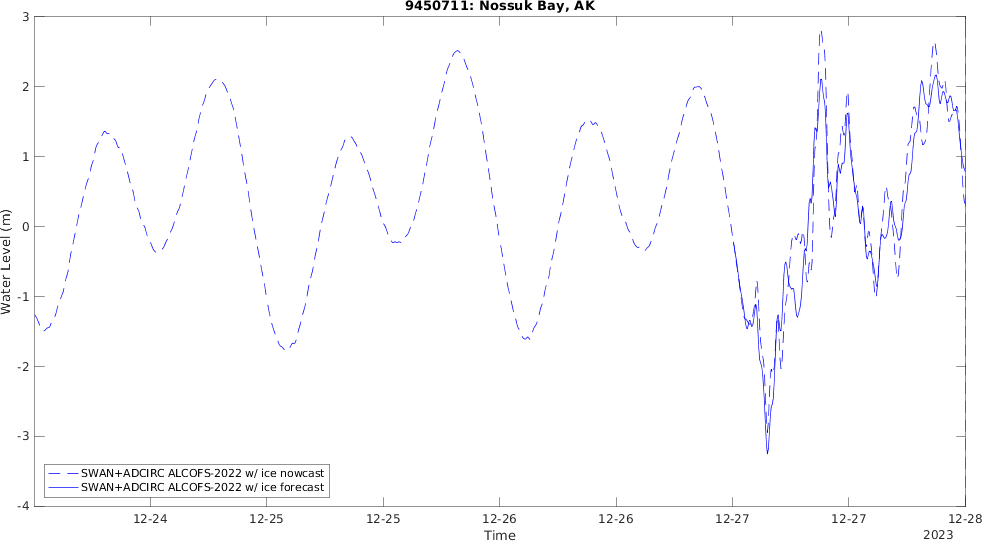 9450711: Nossuk Bay, AK
3
2
1
0
-1
-2
-3
-4
Water Level (m)
SWAN+ADCIRC ALCOFS-2022 w/ ice nowcast
SWAN+ADCIRC ALCOFS-2022 w/ ice forecast
12-24 12-25 12-25 12-26 12-26 12-27 12-27 12-28
Time
2023